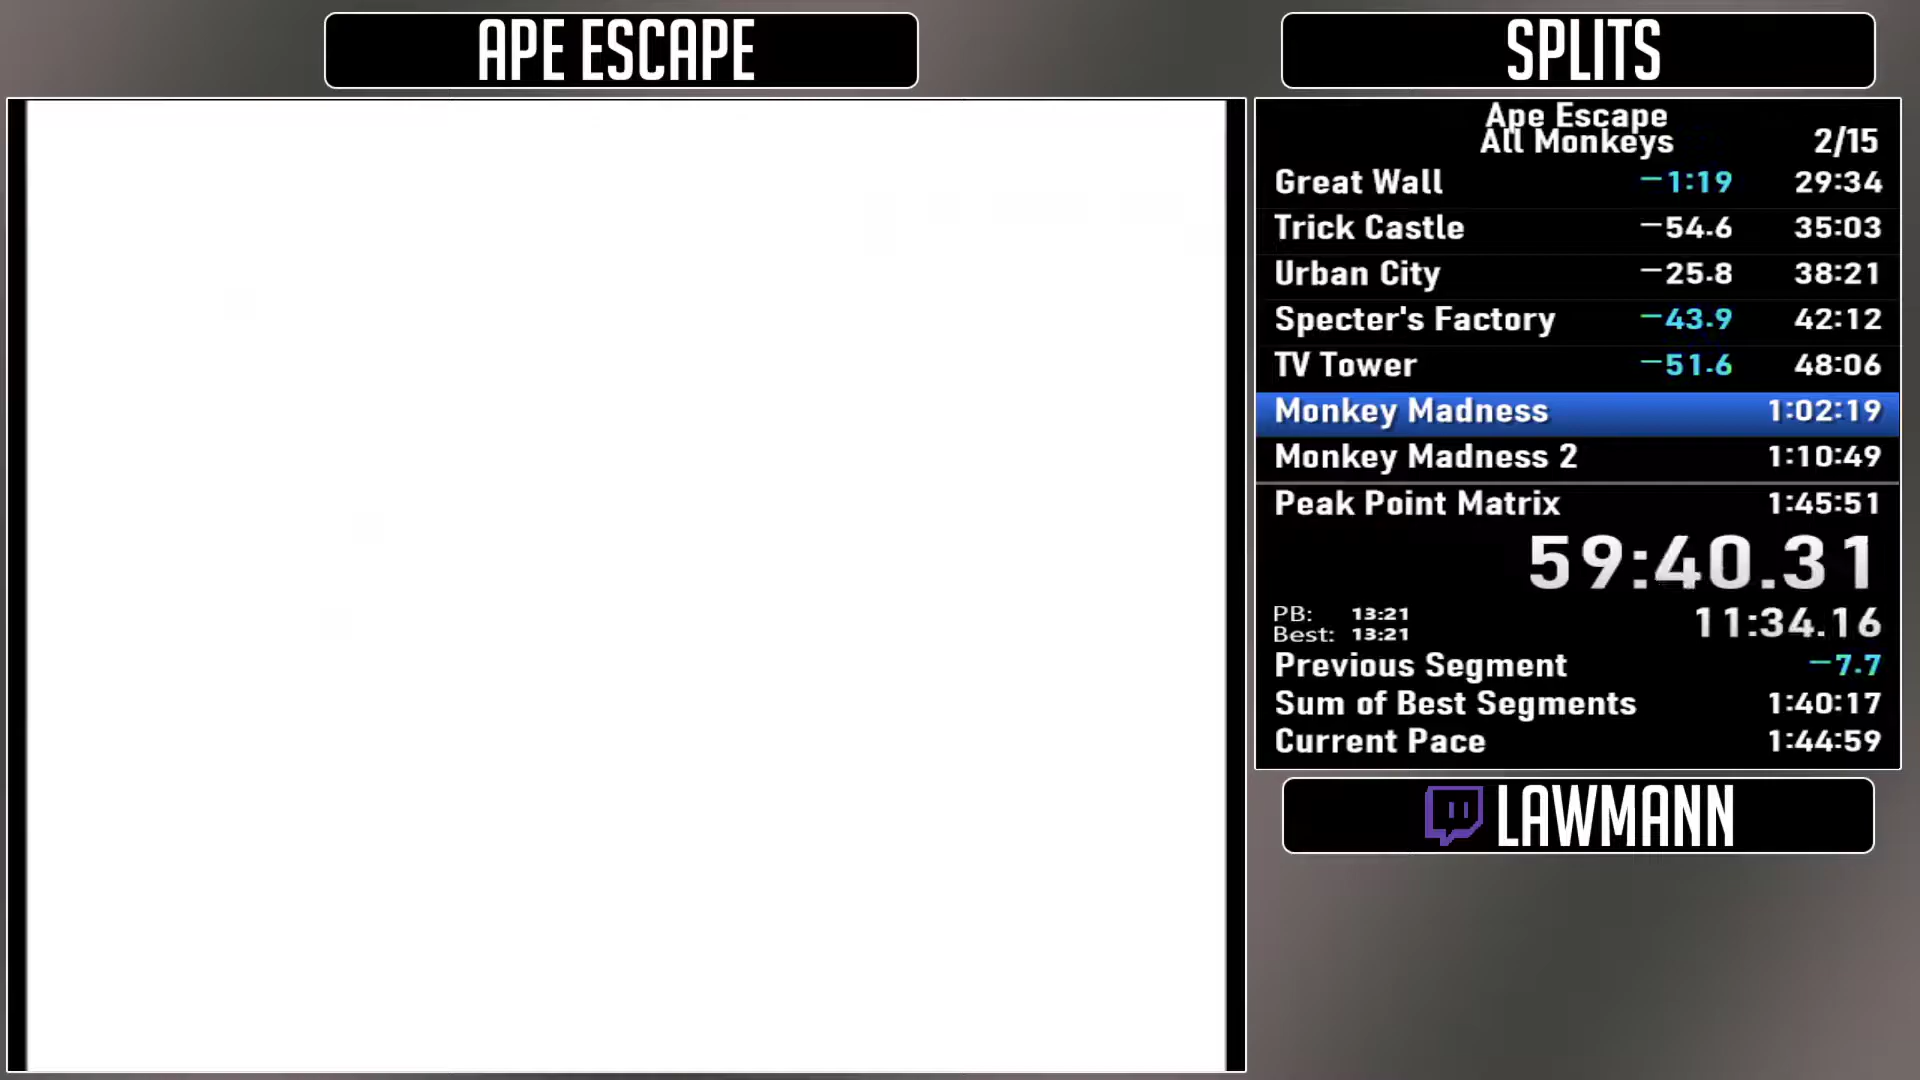 APE ESCAPE
SPLITS
Ape Escape
All Monkeys 2/15
Great Wall −1:19 29:34
Trick Castle −54.6 35:03
Urban City −25.8 38:21
Specter's Factory −43.9 42:12
TV Tower −51.6 48:06
Monkey Madness 1:02:19
Monkey Madness 2 1:10:49
Peak Point Matrix 1:45:51
59:40.31
PB: 13:21 11:34.16
Best: 13:21
Previous Segment −7.7
Sum of Best Segments 1:40:17
Current Pace 1:44:59
LAWMANN